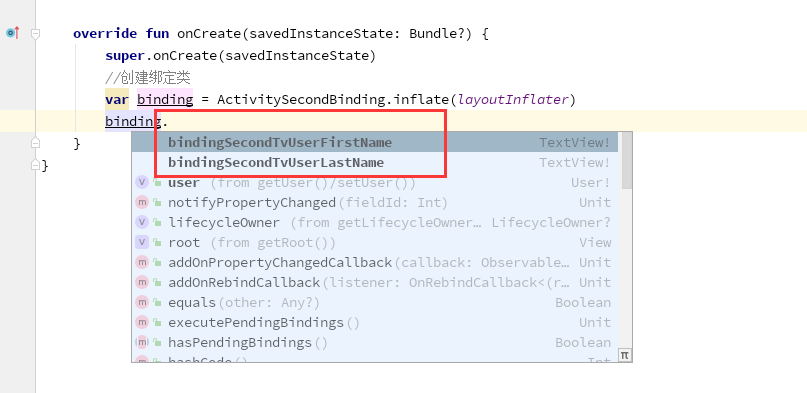 override fun onCreate(savedInstanceState: Bundle?) {
super.onCreate(savedInstanceState)
//创建绑定类
var binding = ActivitySecondBinding.inflate(layoutInflater)
binding.
bindingSecondTvUserFirstName TextView!
bindingSecondTvUserLastName TextView!
v user (from getUser()/setUser()) User!
m notifyPropertyChanged(fieldId: Int) Unit
v lifecycleOwner (from getLifecycleOwner… LifecycleOwner?
v root (from getRoot()) View
m addOnPropertyChangedCallback(callback: Observable… Unit
m addOnRebindCallback(listener: OnRebindCallback<(r… Unit
m equals(other: Any?) Boolean
m executePendingBindings() Unit
m hasPendingBindings() Boolean
m hashCode() Int
π
}
}